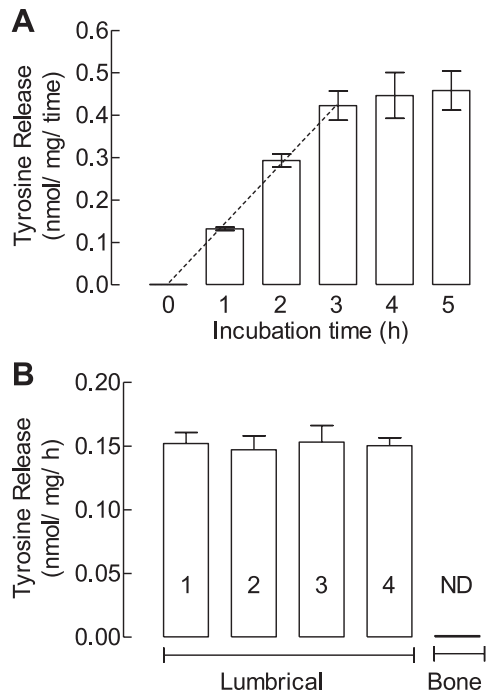 A
Tyrosine Release
(nmol/ mg/ time)
0.6
0.5
0.4
0.3
0.2
0.1
0.0
0 1 2 3 4 5
Incubation time (h)
B
Tyrosine Release
(nmol/ mg/ h)
0.20
0.15
0.10
0.05
0.00
1 2 3 4 ND
Lumbrical Bone